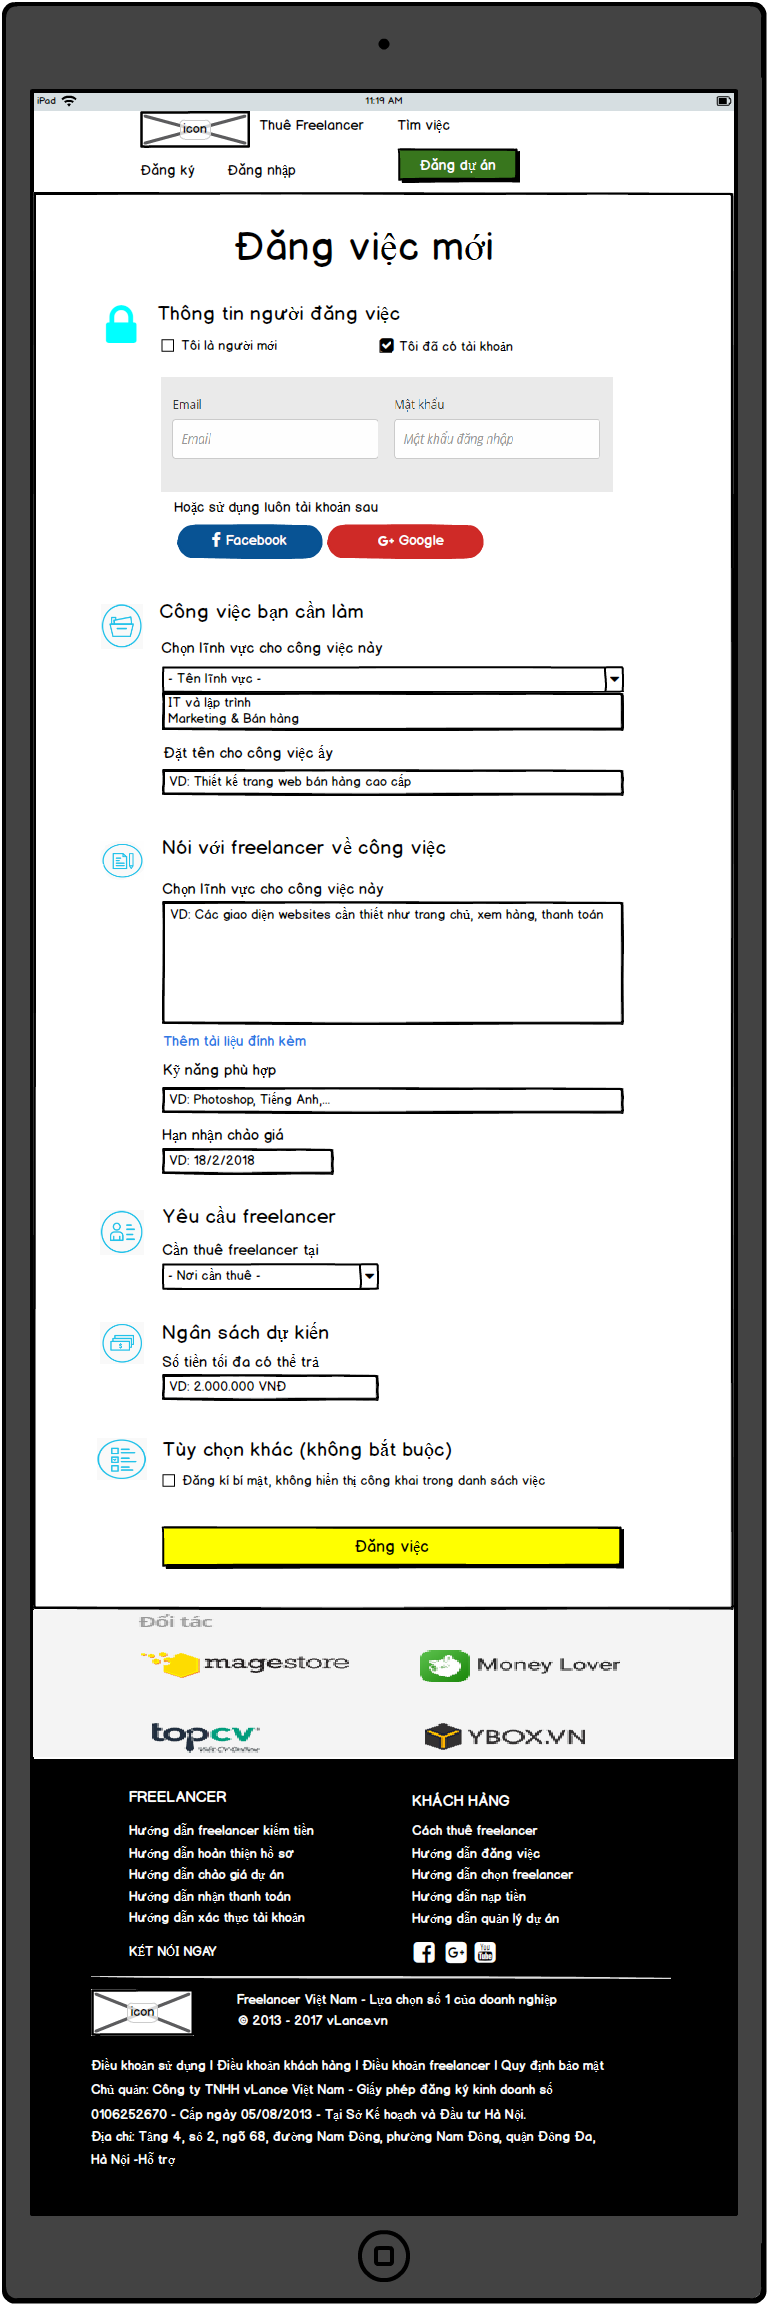 iPad
11:19 AM
icon
Thuê Freelancer
Tìm việc
Đăng ký
Đăng nhập
Đăng dự án
Đăng việc mới
Thông tin người đăng việc
Tôi là người mới
Tôi đã có tài khoản
Email
Mật khẩu
Email
Mật khẩu đăng nhập
Hoặc sử dụng luôn tài khoản sau
f Facebook
G+ Google
Công việc bạn cần làm
Chọn lĩnh vực cho công việc này
- Tên lĩnh vực -
IT và lập trình
Marketing & Bán hàng
Đặt tên cho công việc ấy
VD: Thiết kế trang web bán hàng cao cấp
Nói với freelancer về công việc
Chọn lĩnh vực cho công việc này
VD: Các giao diện websites cần thiết như trang chủ, xem hàng, thanh toán
Thêm tài liệu đính kèm
Kỹ năng phù hợp
VD: Photoshop, Tiếng Anh,...
Hạn nhận chào giá
VD: 18/2/2018
Yêu cầu freelancer
Cần thuê freelancer tại
- Nơi cần thuê -
Ngân sách dự kiến
Số tiền tối đa có thể trả
VD: 2.000.000 VNĐ
Tùy chọn khác (không bắt buộc)
Đăng kí bí mật, không hiển thị công khai trong danh sách việc
Đăng việc
Đối tác
magestore
Money Lover
topcv
YBOX.VN
FREELANCER
KHÁCH HÀNG
Hướng dẫn freelancer kiếm tiền
Cách thuê freelancer
Hướng dẫn hoàn thiện hồ sơ
Hướng dẫn đăng việc
Hướng dẫn chào giá dự án
Hướng dẫn chọn freelancer
Hướng dẫn nhận thanh toán
Hướng dẫn nạp tiền
Hướng dẫn xác thực tài khoản
Hướng dẫn quản lý dự án
KẾT NỐI NGAY
f
G+
You Tube
icon
Freelancer Việt Nam - Lựa chọn số 1 của doanh nghiệp
© 2013 - 2017 vLance.vn
Điều khoản sử dụng I Điều khoản khách hàng I Điều khoản freelancer I Quy định bảo mật
Chủ quản: Công ty TNHH vLance Việt Nam - Giấy phép đăng ký kinh doanh số
0106252670 - Cấp ngày 05/08/2013 - Tại Sở Kế hoạch và Đầu tư Hà Nội.
Địa chỉ: Tầng 4, số 2, ngõ 68, đường Nam Đồng, phường Nam Đồng, quận Đống Đa,
Hà Nội -Hỗ trợ